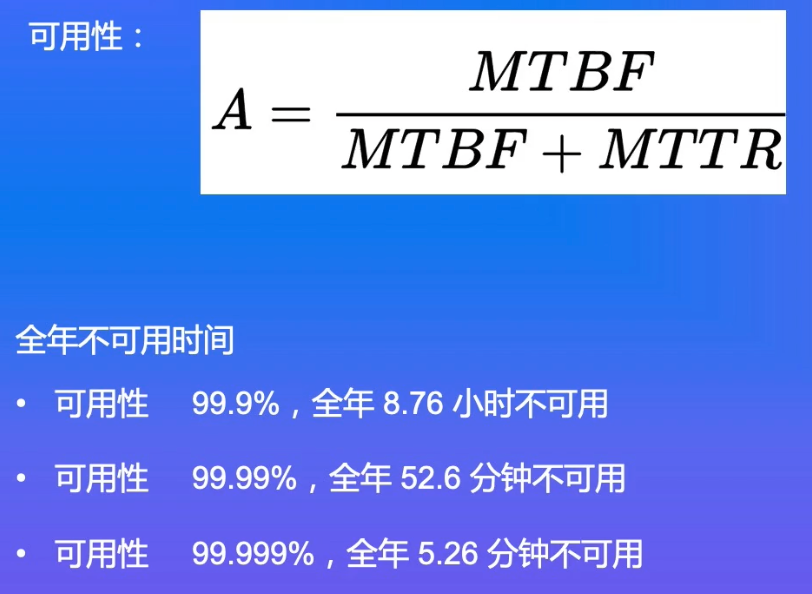 可用性：
A = MTBF / MTBF + MTTR
全年不可用时间
• 可用性 99.9%，全年 8.76 小时不可用
• 可用性 99.99%，全年 52.6 分钟不可用
• 可用性 99.999%，全年 5.26 分钟不可用